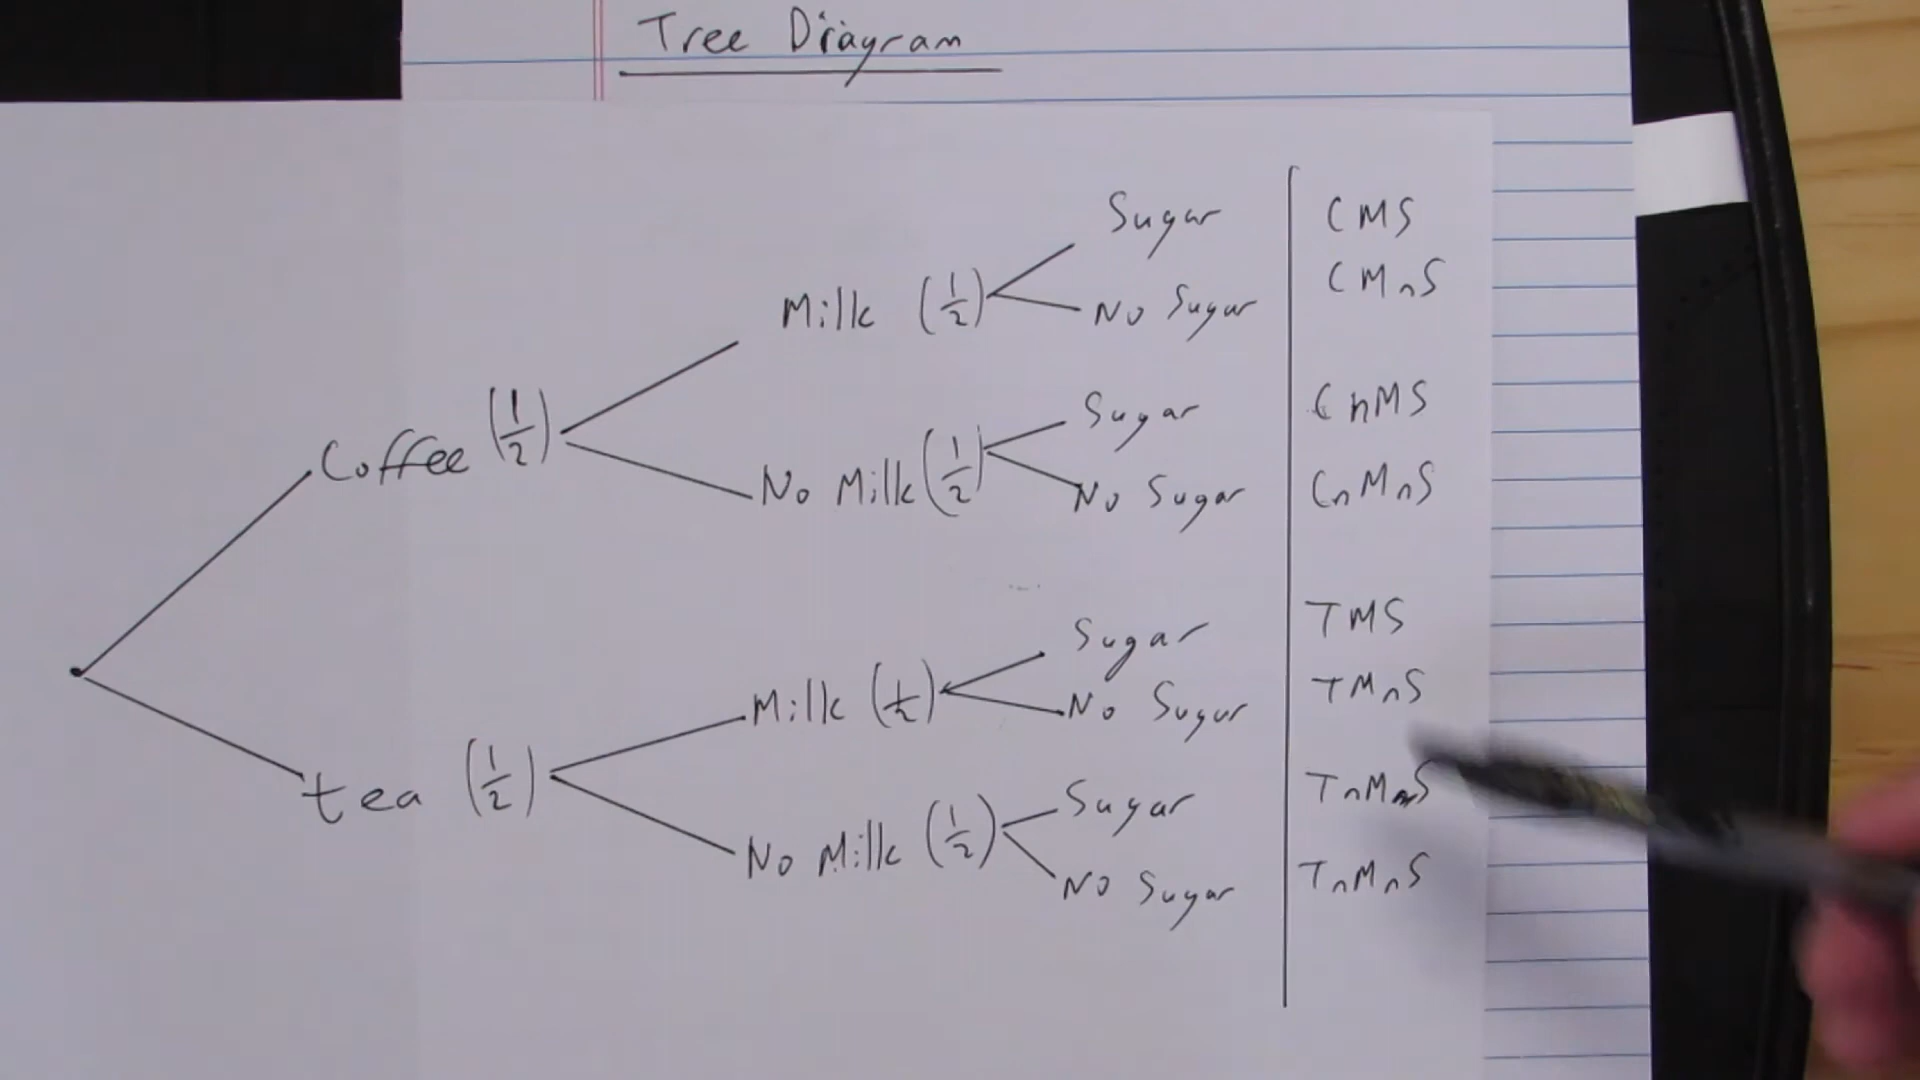 Tree Diagram
Sugar
CMS
Milk (1/2)
No Sugar
CMnS
Coffee (1/2)
Sugar
CnMS
No Milk (1/2)
No Sugar
CnMnS
Sugar
TMS
Milk (1/2)
No Sugar
TMnS
tea (1/2)
Sugar
No Milk (1/2)
No Sugar
TnMnS